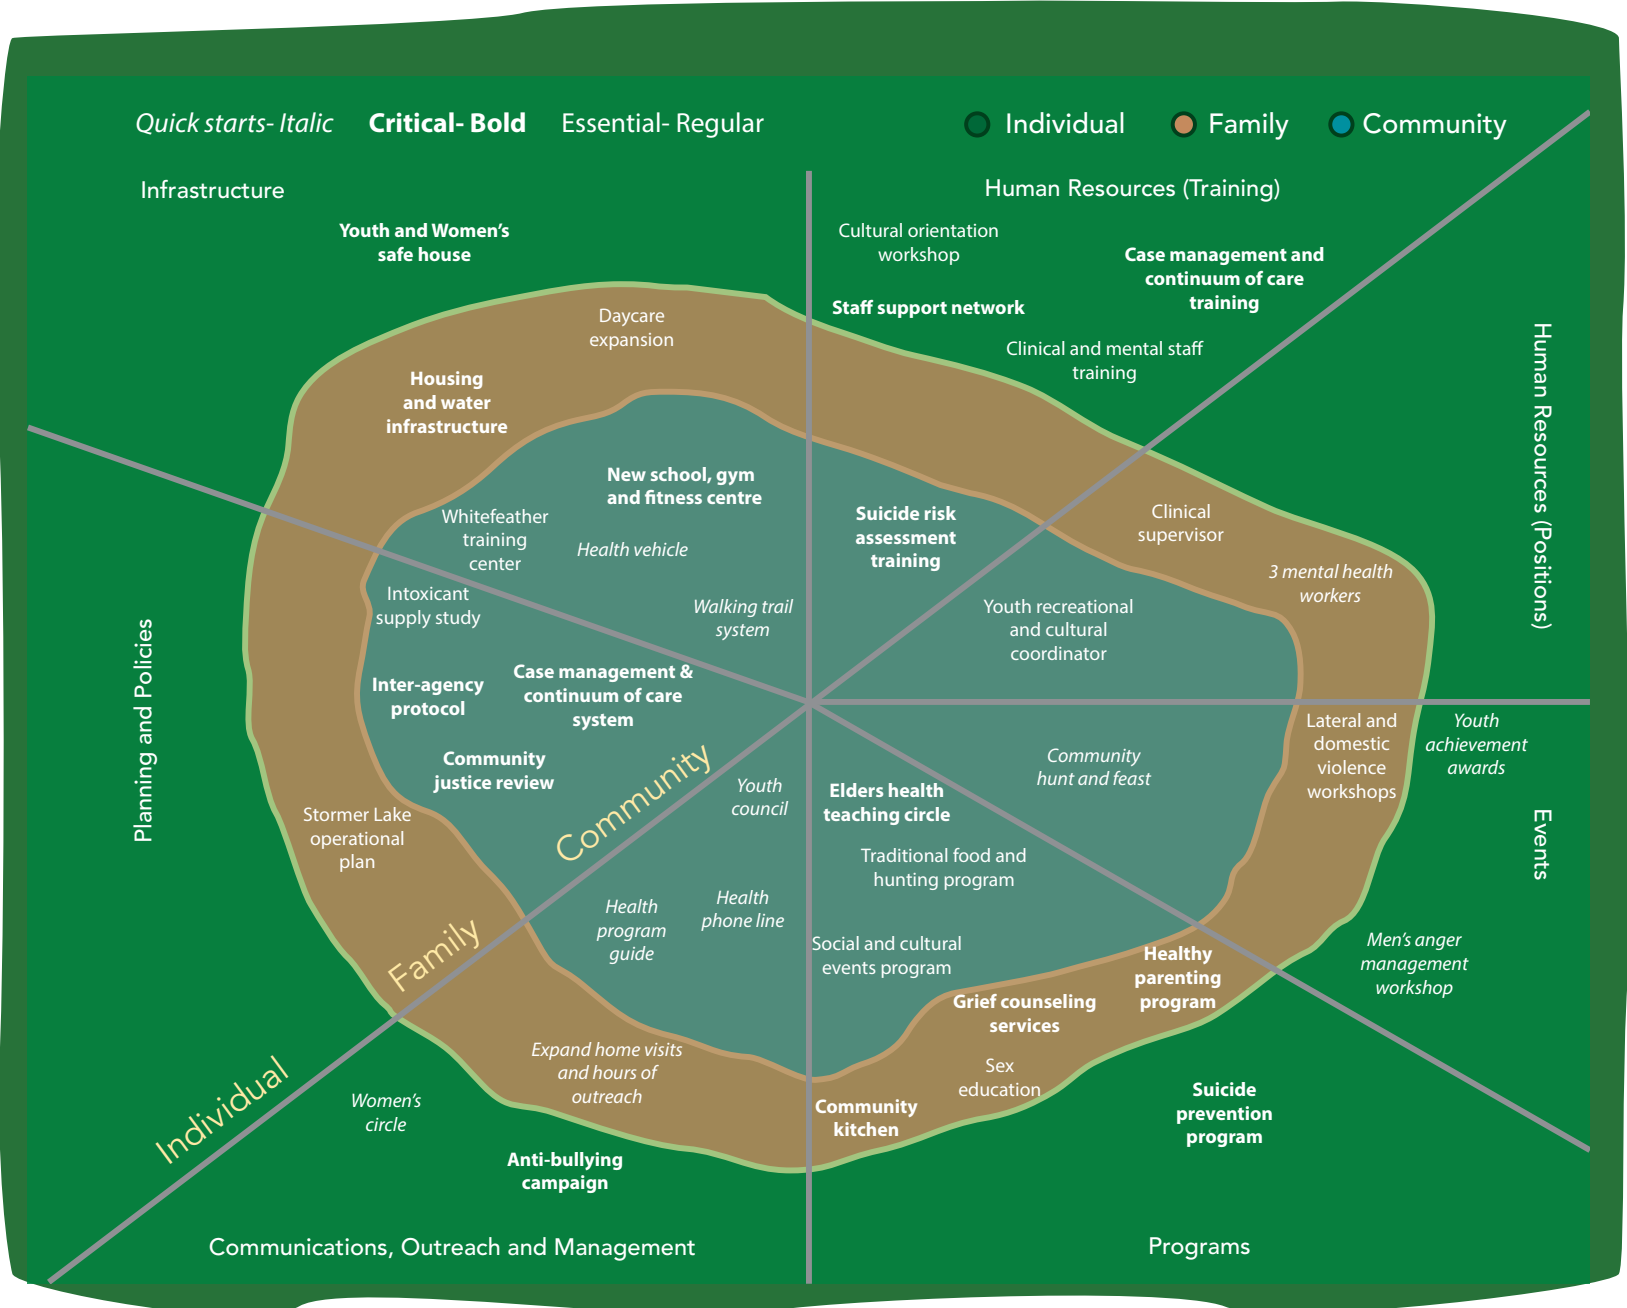 Quick starts- Italic
Critical- Bold
Essential- Regular
Individual
Family
Community
Infrastructure
Youth and Women’s
safe house
Daycare
expansion
Housing
and water
infrastructure
New school, gym
and fitness centre
Whitefeather
training
center
Health vehicle
Walking trail
system
Human Resources (Training)
Cultural orientation
workshop
Case management and
continuum of care
training
Staff support network
Clinical and mental staff
training
Suicide risk
assessment
training
Human Resources (Positions)
Clinical
supervisor
3 mental health
workers
Youth recreational
and cultural
coordinator
Planning and Policies
Intoxicant
supply study
Inter-agency
protocol
Case management &
continuum of care
system
Community
justice review
Stormer Lake
operational
plan
Community
Family
Individual
Youth
council
Health
phone line
Health
program
guide
Expand home visits
and hours of
outreach
Women’s
circle
Anti-bullying
campaign
Communications, Outreach and Management
Elders health
teaching circle
Traditional food and
hunting program
Social and cultural
events program
Healthy
parenting
program
Grief counseling
services
Sex
education
Community
kitchen
Suicide
prevention
program
Programs
Community
hunt and feast
Lateral and
domestic
violence
workshops
Youth
achievement
awards
Events
Men’s anger
management
workshop